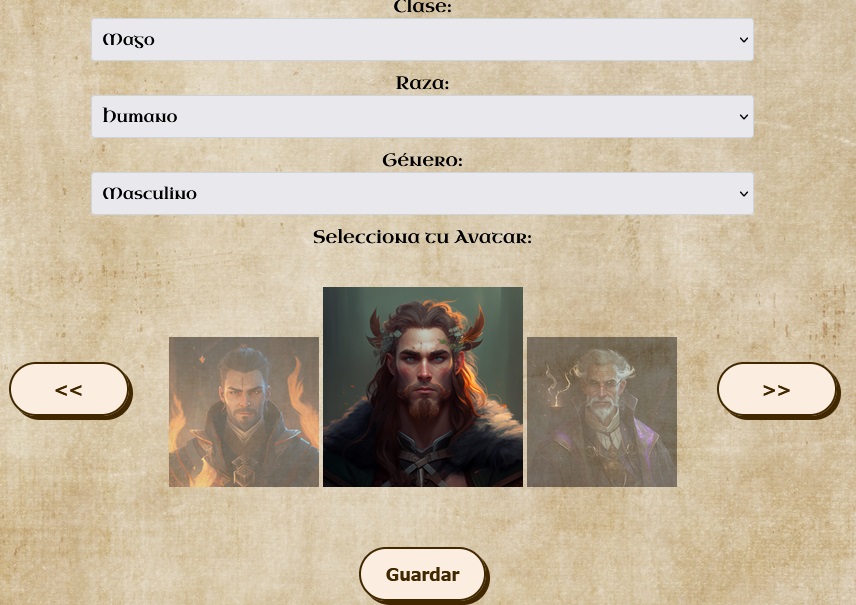 Clase:
Mago
Raza:
Humano
Género:
Masculino
Selecciona tu Avatar:
<<
>>
Guardar